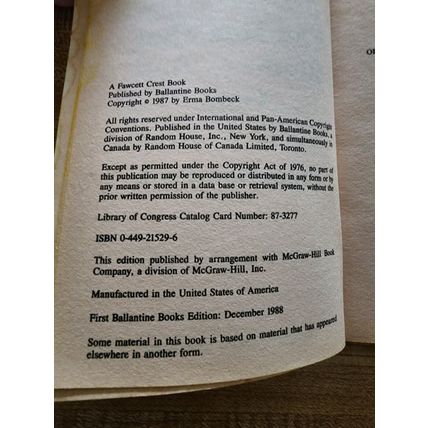 A Fawcett Crest Book
Published by Ballantine Books
Copyright © 1987 by Erma Bombeck
All rights reserved under International and Pan-American Copyright
Conventions. Published in the United States by Ballantine Books, a
division of Random House, Inc., New York, and simultaneously in
Canada by Random House of Canada Limited, Toronto.
Except as permitted under the Copyright Act of 1976, no part of
this publication may be reproduced or distributed in any form or by
any means or stored in a data base or retrieval system, without the
prior written permission of the publisher.
Library of Congress Catalog Card Number: 87-3277
ISBN 0-449-21529-6
This edition published by arrangement with McGraw-Hill Book
Company, a division of McGraw-Hill, Inc.
Manufactured in the United States of America
First Ballantine Books Edition: December 1988
Some material in this book is based on material that has appeared
elsewhere in another form.